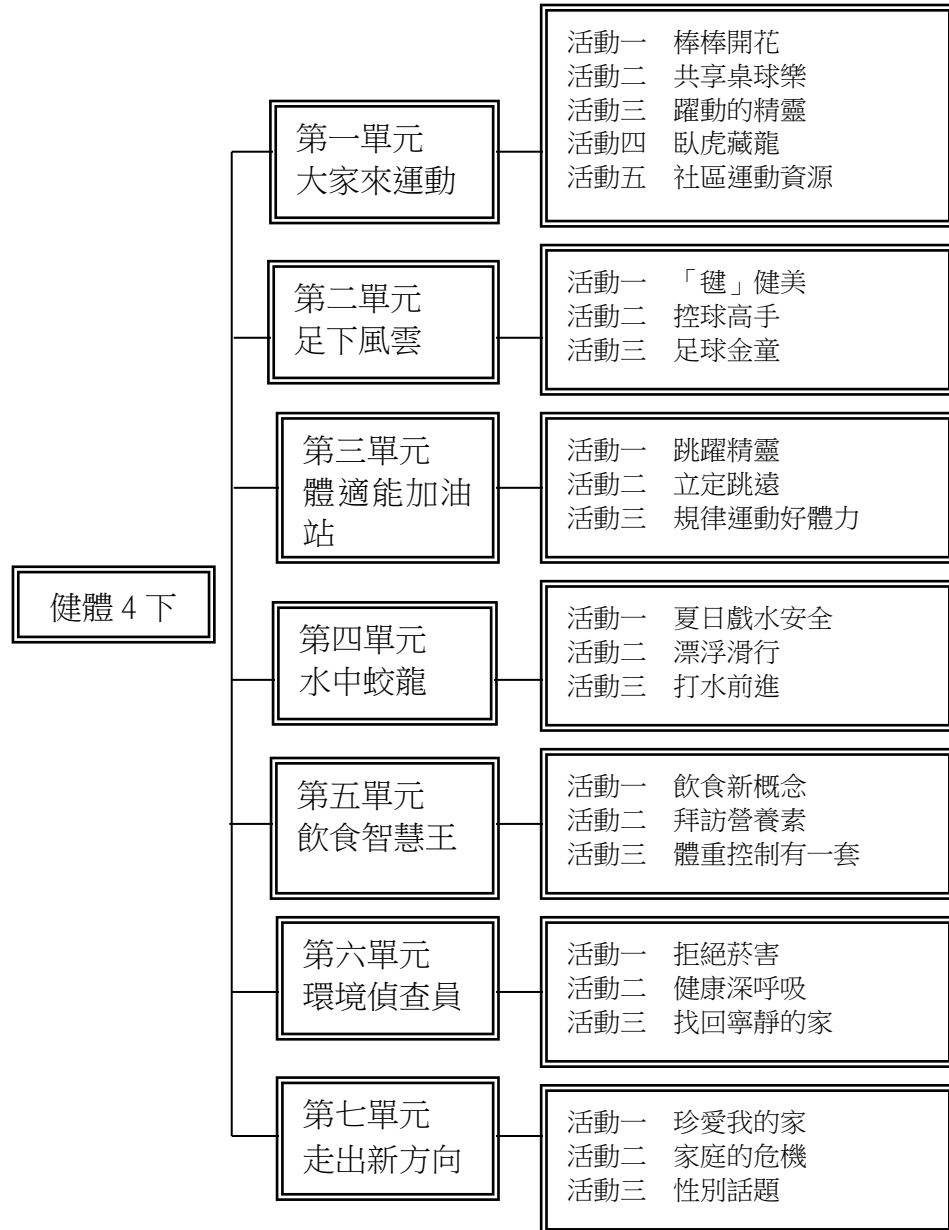 健體 4 下
第一單元
大家來運動
活動一　棒棒開花
活動二　共享桌球樂
活動三　躍動的精靈
活動四　臥虎藏龍
活動五　社區運動資源
第二單元
足下風雲
活動一　「毽」健美
活動二　控球高手
活動三　足球金童
第三單元
體適能加油
站
活動一　跳躍精靈
活動二　立定跳遠
活動三　規律運動好體力
第四單元
水中蛟龍
活動一　夏日戲水安全
活動二　漂浮滑行
活動三　打水前進
第五單元
飲食智慧王
活動一　飲食新概念
活動二　拜訪營養素
活動三　體重控制有一套
第六單元
環境偵查員
活動一　拒絕菸害
活動二　健康深呼吸
活動三　找回寧靜的家
第七單元
走出新方向
活動一　珍愛我的家
活動二　家庭的危機
活動三　性別話題